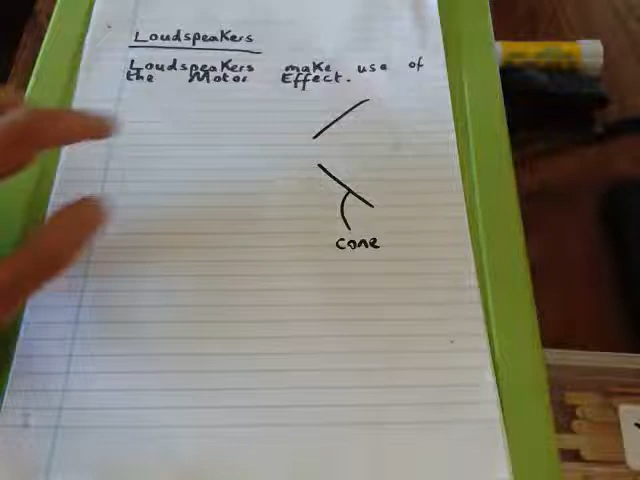 Loudspeakers
Loudspeakers make use of
the Motor Effect.
cone